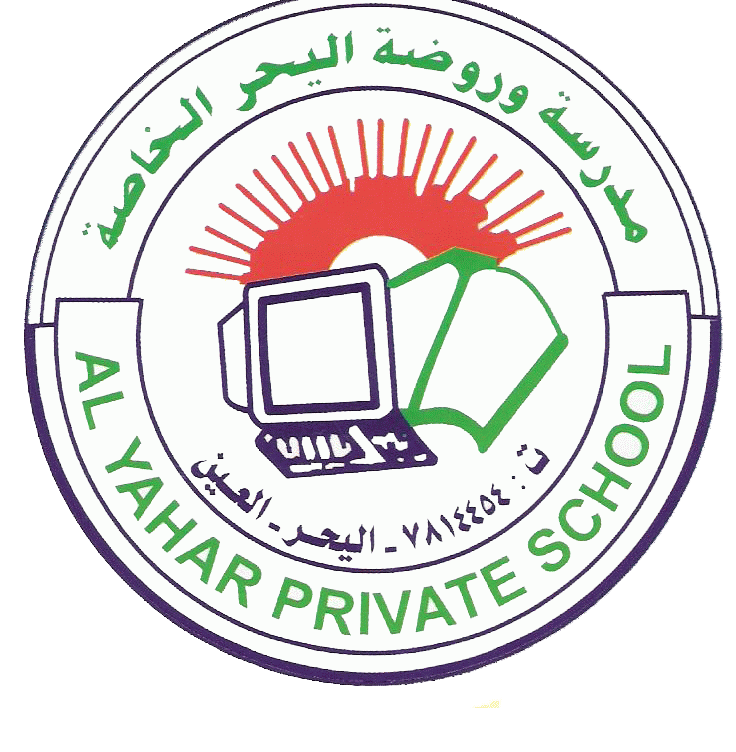 مدرسة وروضة اليحر الخاصة
ت : ٧٨١٤٤٥٤ - اليحر - العين
AL YAHAR PRIVATE SCHOOL